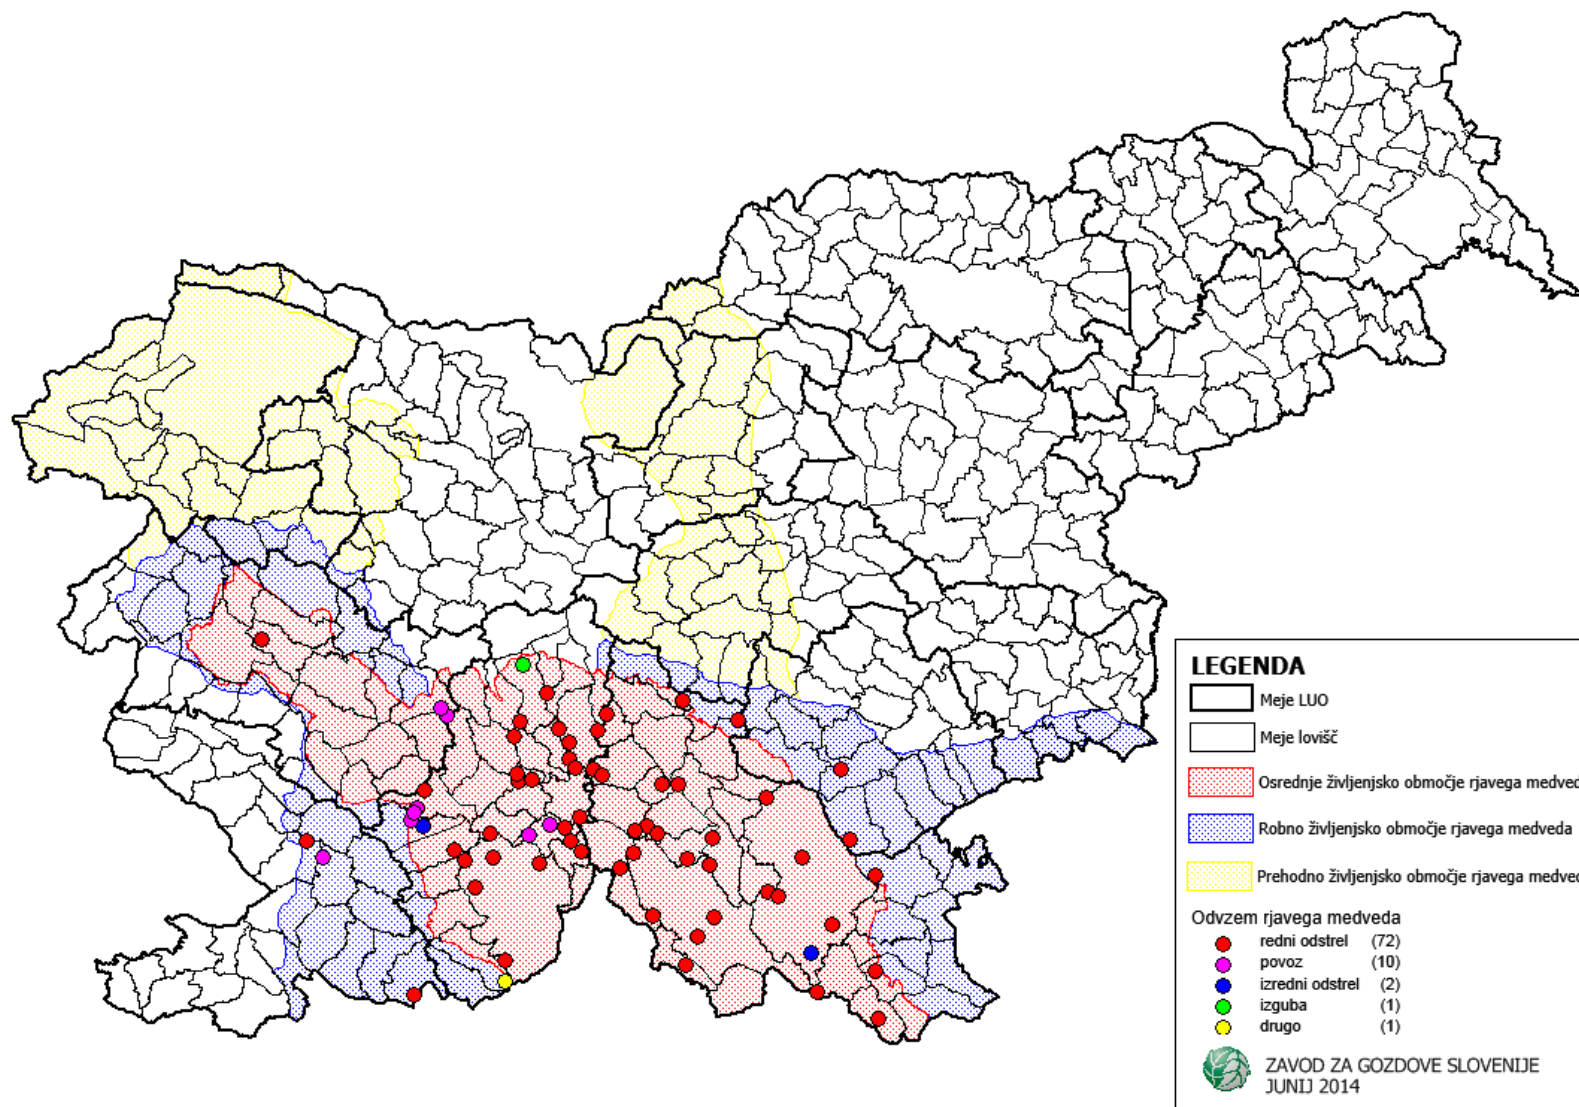 LEGENDA
Meje LUO
Meje lovišč
Osrednje življenjsko območje rjavega medved
Robno življenjsko območje rjavega medveda
Prehodno življenjsko območje rjavega medved
Odvzem rjavega medveda
redni odstrel (72)
povoz (10)
izredni odstrel (2)
izguba (1)
drugo (1)
ZAVOD ZA GOZDOVE SLOVENIJE
JUNIJ 2014